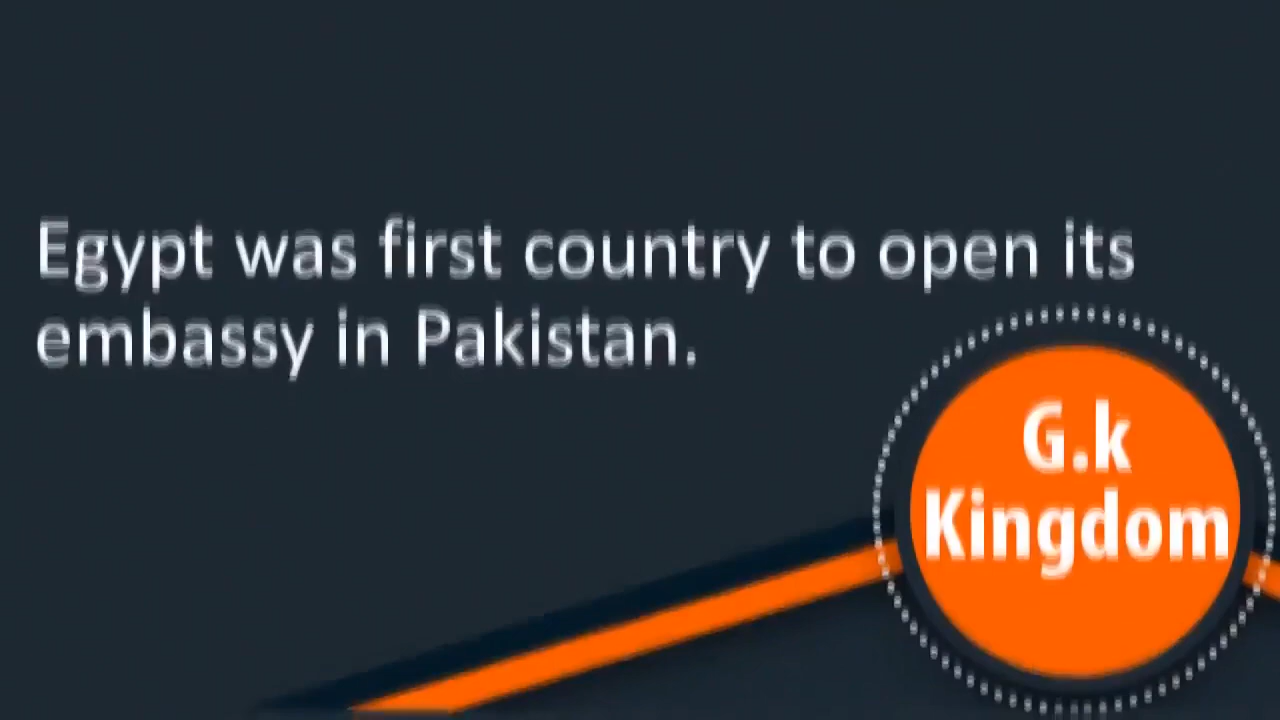 Egypt was first country to open its
embassy in Pakistan.
G.k
Kingdom